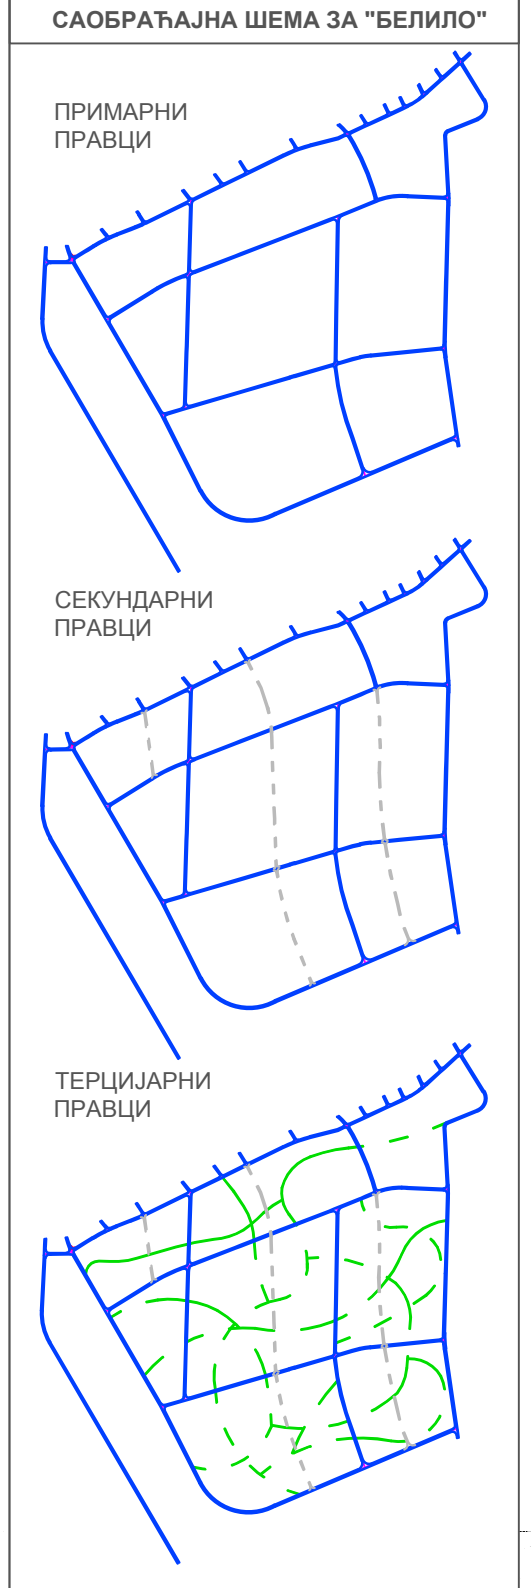 САОБРАЋАЈНА ШЕМА ЗА "БЕЛИЛО"
ПРИМАРНИ
ПРАВЦИ
СЕКУНДАРНИ
ПРАВЦИ
ТЕРЦИЈАРНИ
ПРАВЦИ